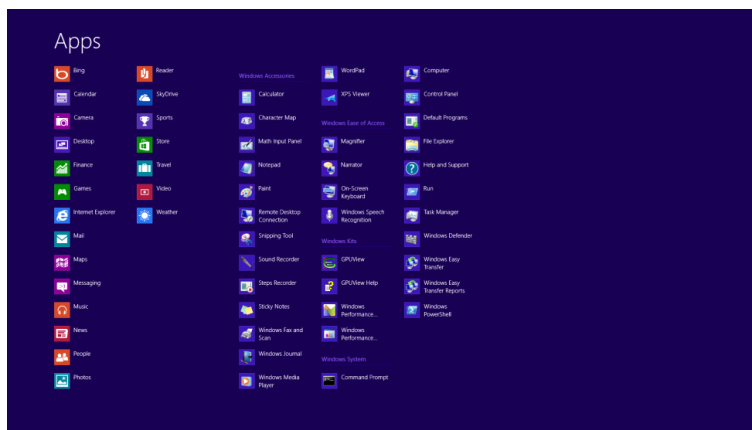 Apps
Bing
Calendar
Camera
Desktop
Finance
Games
Internet Explorer
Mail
Maps
Messaging
Music
News
People
Photos
Reader
SkyDrive
Sports
Store
Travel
Video
Weather
Windows Accessories
Calculator
Character Map
Math Input Panel
Notepad
Paint
Remote Desktop
Connection
Snipping Tool
Sound Recorder
Steps Recorder
Sticky Notes
Windows Fax and
Scan
Windows Journal
Windows Media
Player
WordPad
XPS Viewer
Windows Ease of Access
Magnifier
Narrator
On-Screen
Keyboard
Windows Speech
Recognition
Windows Kits
GPUView
GPUView Help
Windows
Performance...
Windows
Performance...
Windows System
Command Prompt
Computer
Control Panel
Default Programs
File Explorer
Help and Support
Run
Task Manager
Windows Defender
Windows Easy
Transfer
Windows Easy
Transfer Reports
Windows
PowerShell